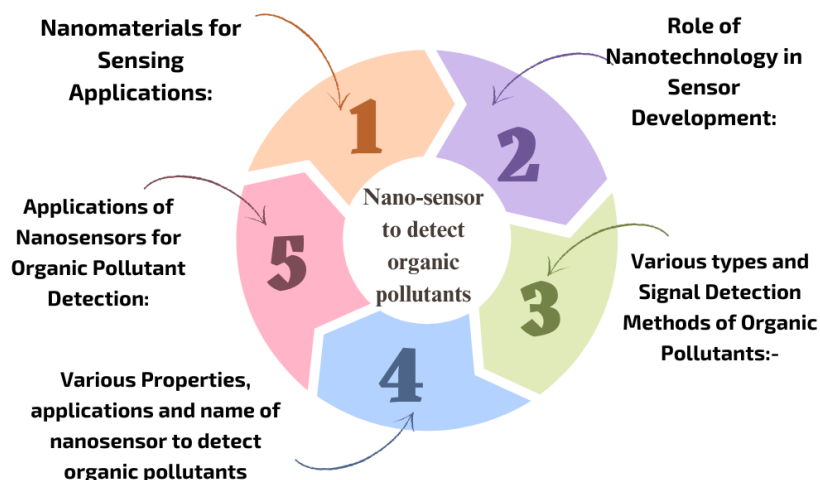 Nanomaterials for
Sensing
Applications:
1
Role of
Nanotechnology in
Sensor
Development:
2
Nano-sensor
to detect
organic
pollutants
Various types and
Signal Detection
Methods of Organic
Pollutants:-
3
Various Properties,
applications and name of
nanosensor to detect
organic pollutants
4
Applications of
Nanosensors for
Organic Pollutant
Detection:
5